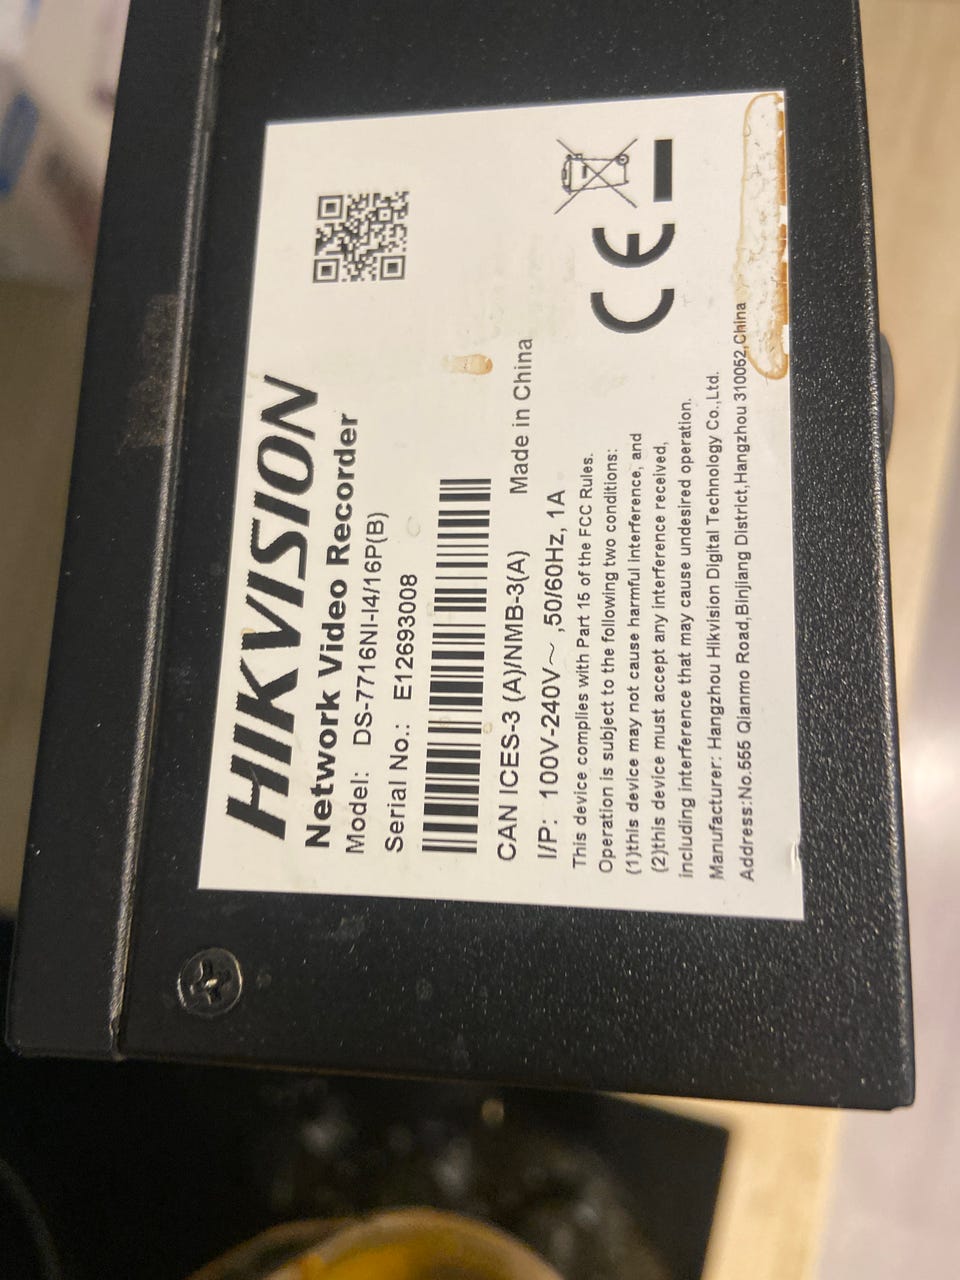 HIKVISION
Network Video Recorder
Model: DS-7716NI-I4/16P(B)
Serial No.: E12693008
CAN ICES-3 (A)/NMB-3(A) Made in China
I/P: 100V-240V～ ,50/60Hz, 1A
This device complies with Part 15 of the FCC Rules.
Operation is subject to the following two conditions:
(1)this device may not cause harmful interference, and
(2)this device must accept any interference received,
including interference that may cause undesired operation.
Manufacturer: Hangzhou Hikvision Digital Technology Co.,Ltd.
Address:No.555 Qianmo Road,Binjiang District,Hangzhou 310052,China
CE